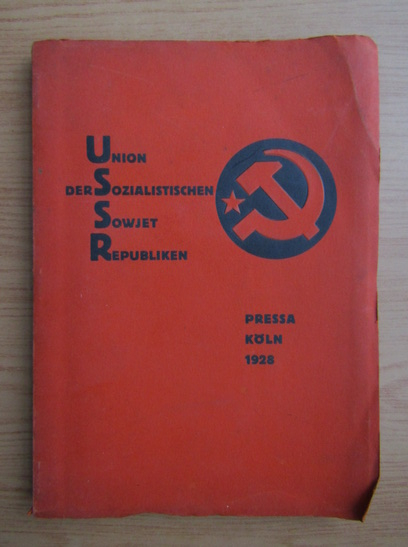 UNION
DER SOZIALISTISCHEN
SOWJET
REPUBLIKEN
PRESSA
KÖLN
1928